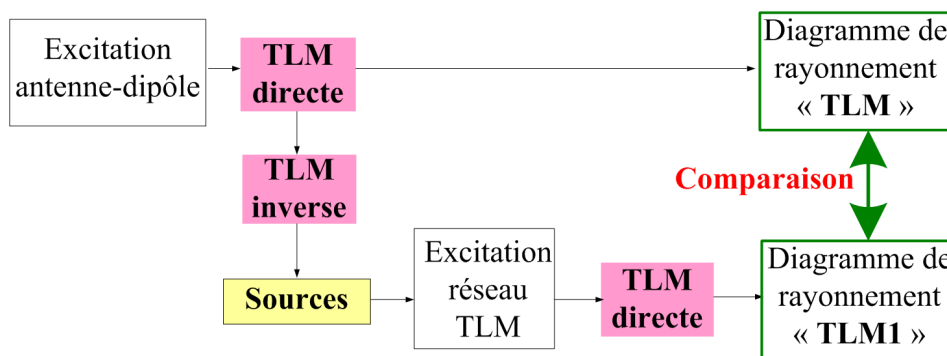 Excitation
antenne-dipôle
TLM
directe
Diagramme de
rayonnement
« TLM »
TLM
inverse
Comparaison
Sources
Excitation
réseau
TLM
TLM
directe
Diagramme de
rayonnement
« TLM1 »